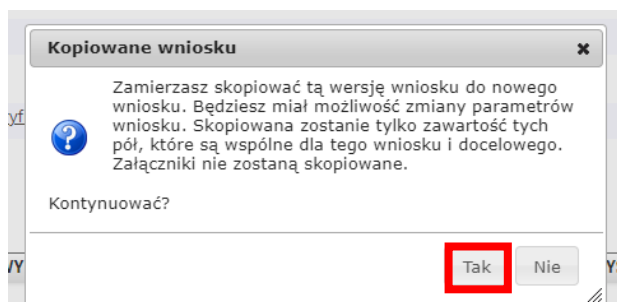 Kopiowane wniosku
Zamierzasz skopiować tą wersję wniosku do nowego
wniosku. Będziesz miał możliwość zmiany parametrów
wniosku. Skopiowana zostanie tylko zawartość tych
pól, które są wspólne dla tego wniosku i docelowego.
Załączniki nie zostaną skopiowane.
Kontynuować?
Tak Nie